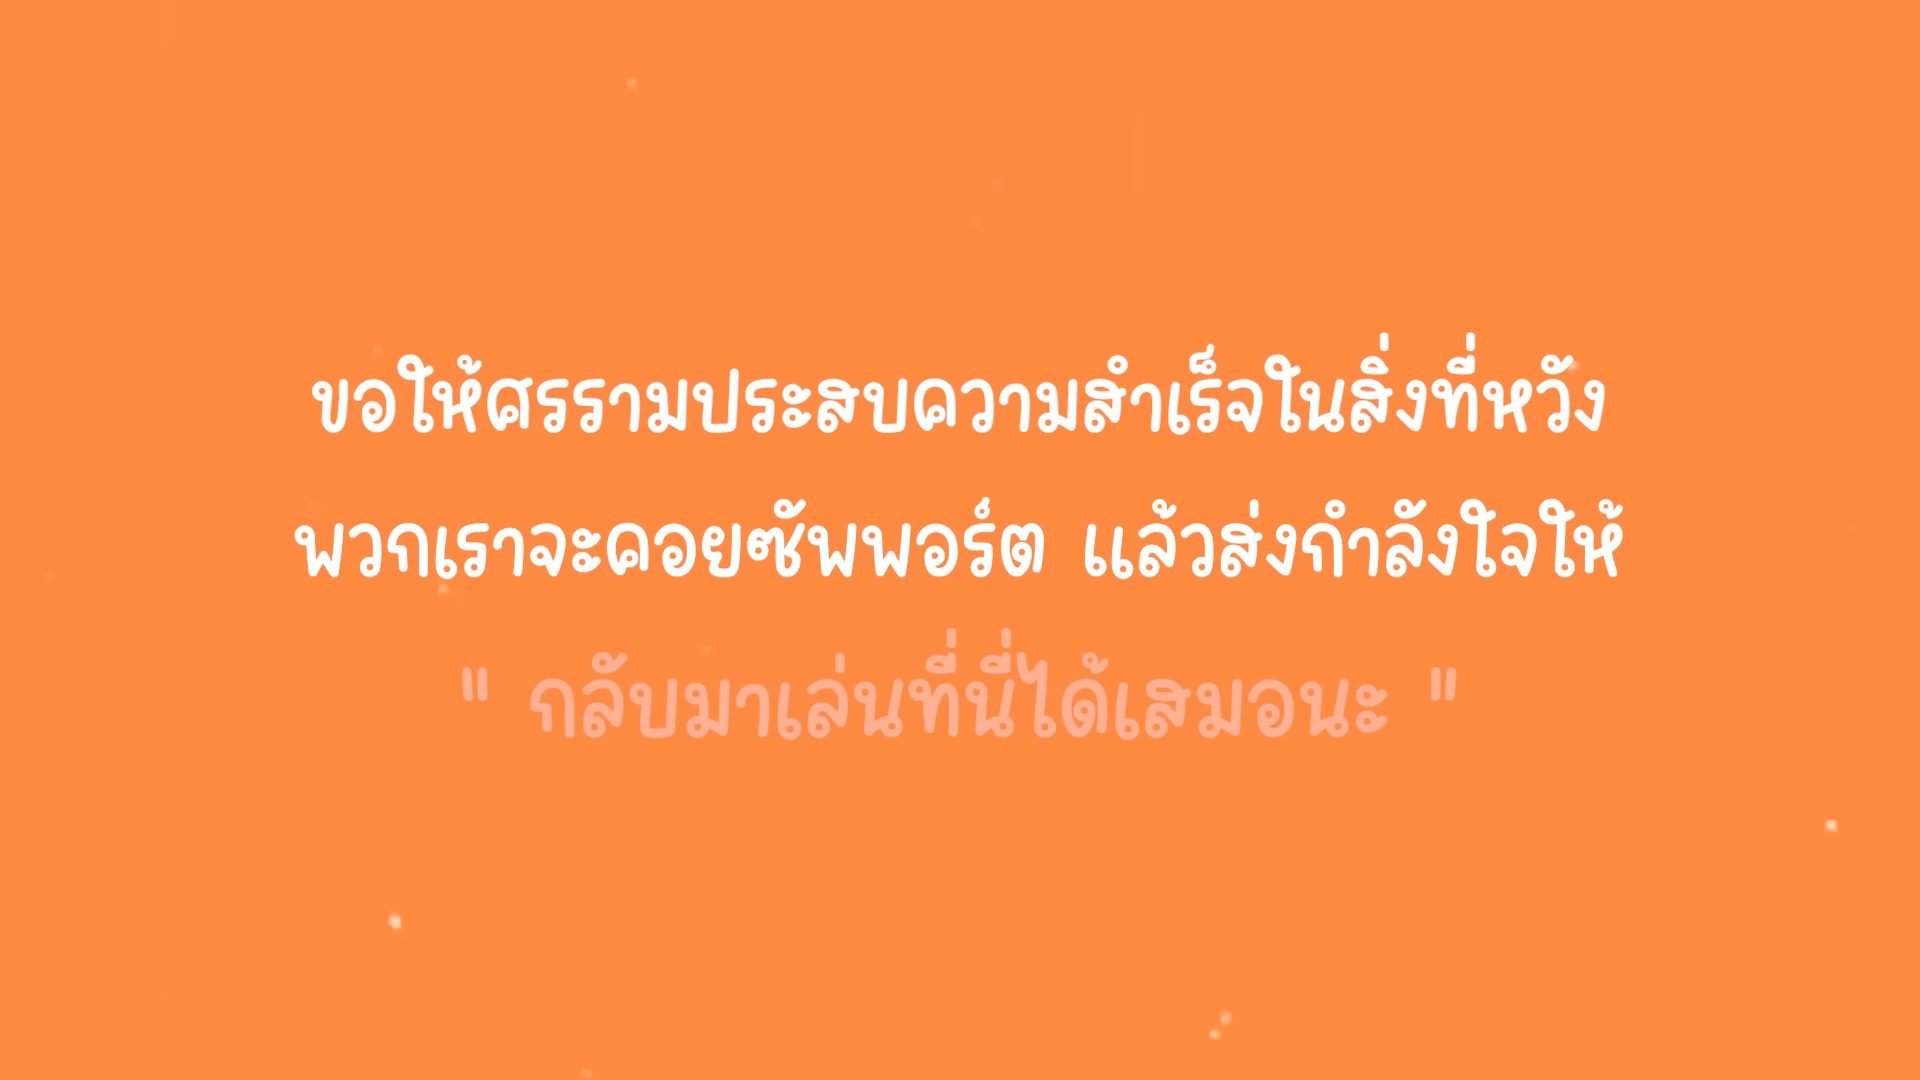 ขอให้ศรรามประสบความสำเร็จในสิ่งที่หวัง
พวกเราจะคอยซัพพอร์ต แล้วส่งกำลังใจให้
" กลับมาเล่นที่นี่ได้เสมอนะ "